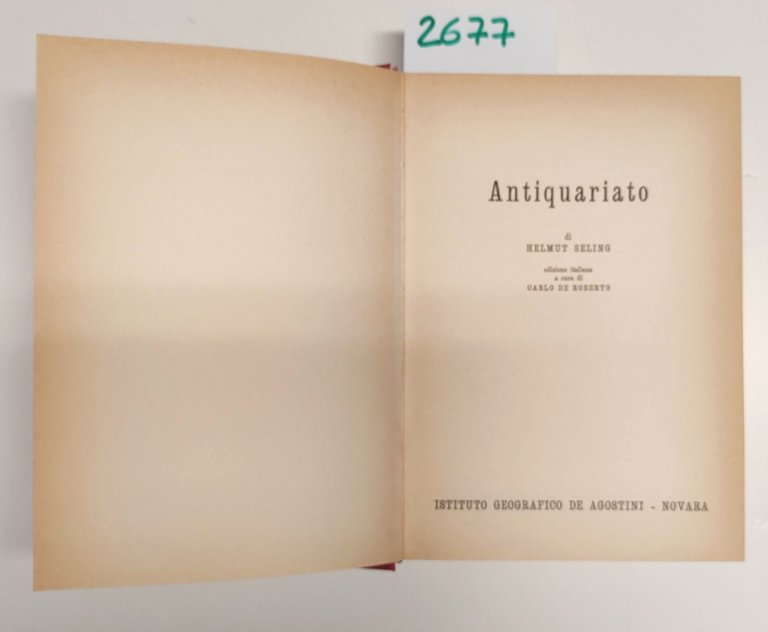 2677
Antiquariato
di
HELMUT SELING
edizione italiana
a cura di
CARLO DE ROBERTO
ISTITUTO GEOGRAFICO DE AGOSTINI - NOVARA